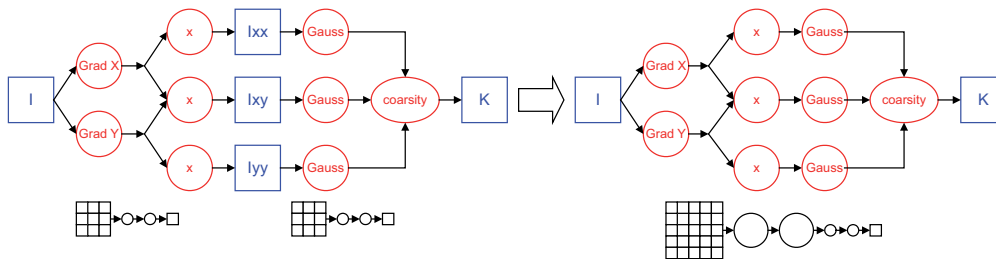 x Ixx Gauss
Grad X
I x Ixy Gauss coarsity K
Grad Y
x Iyy Gauss
x Gauss
Grad X
I x Gauss coarsity K
Grad Y
x Gauss